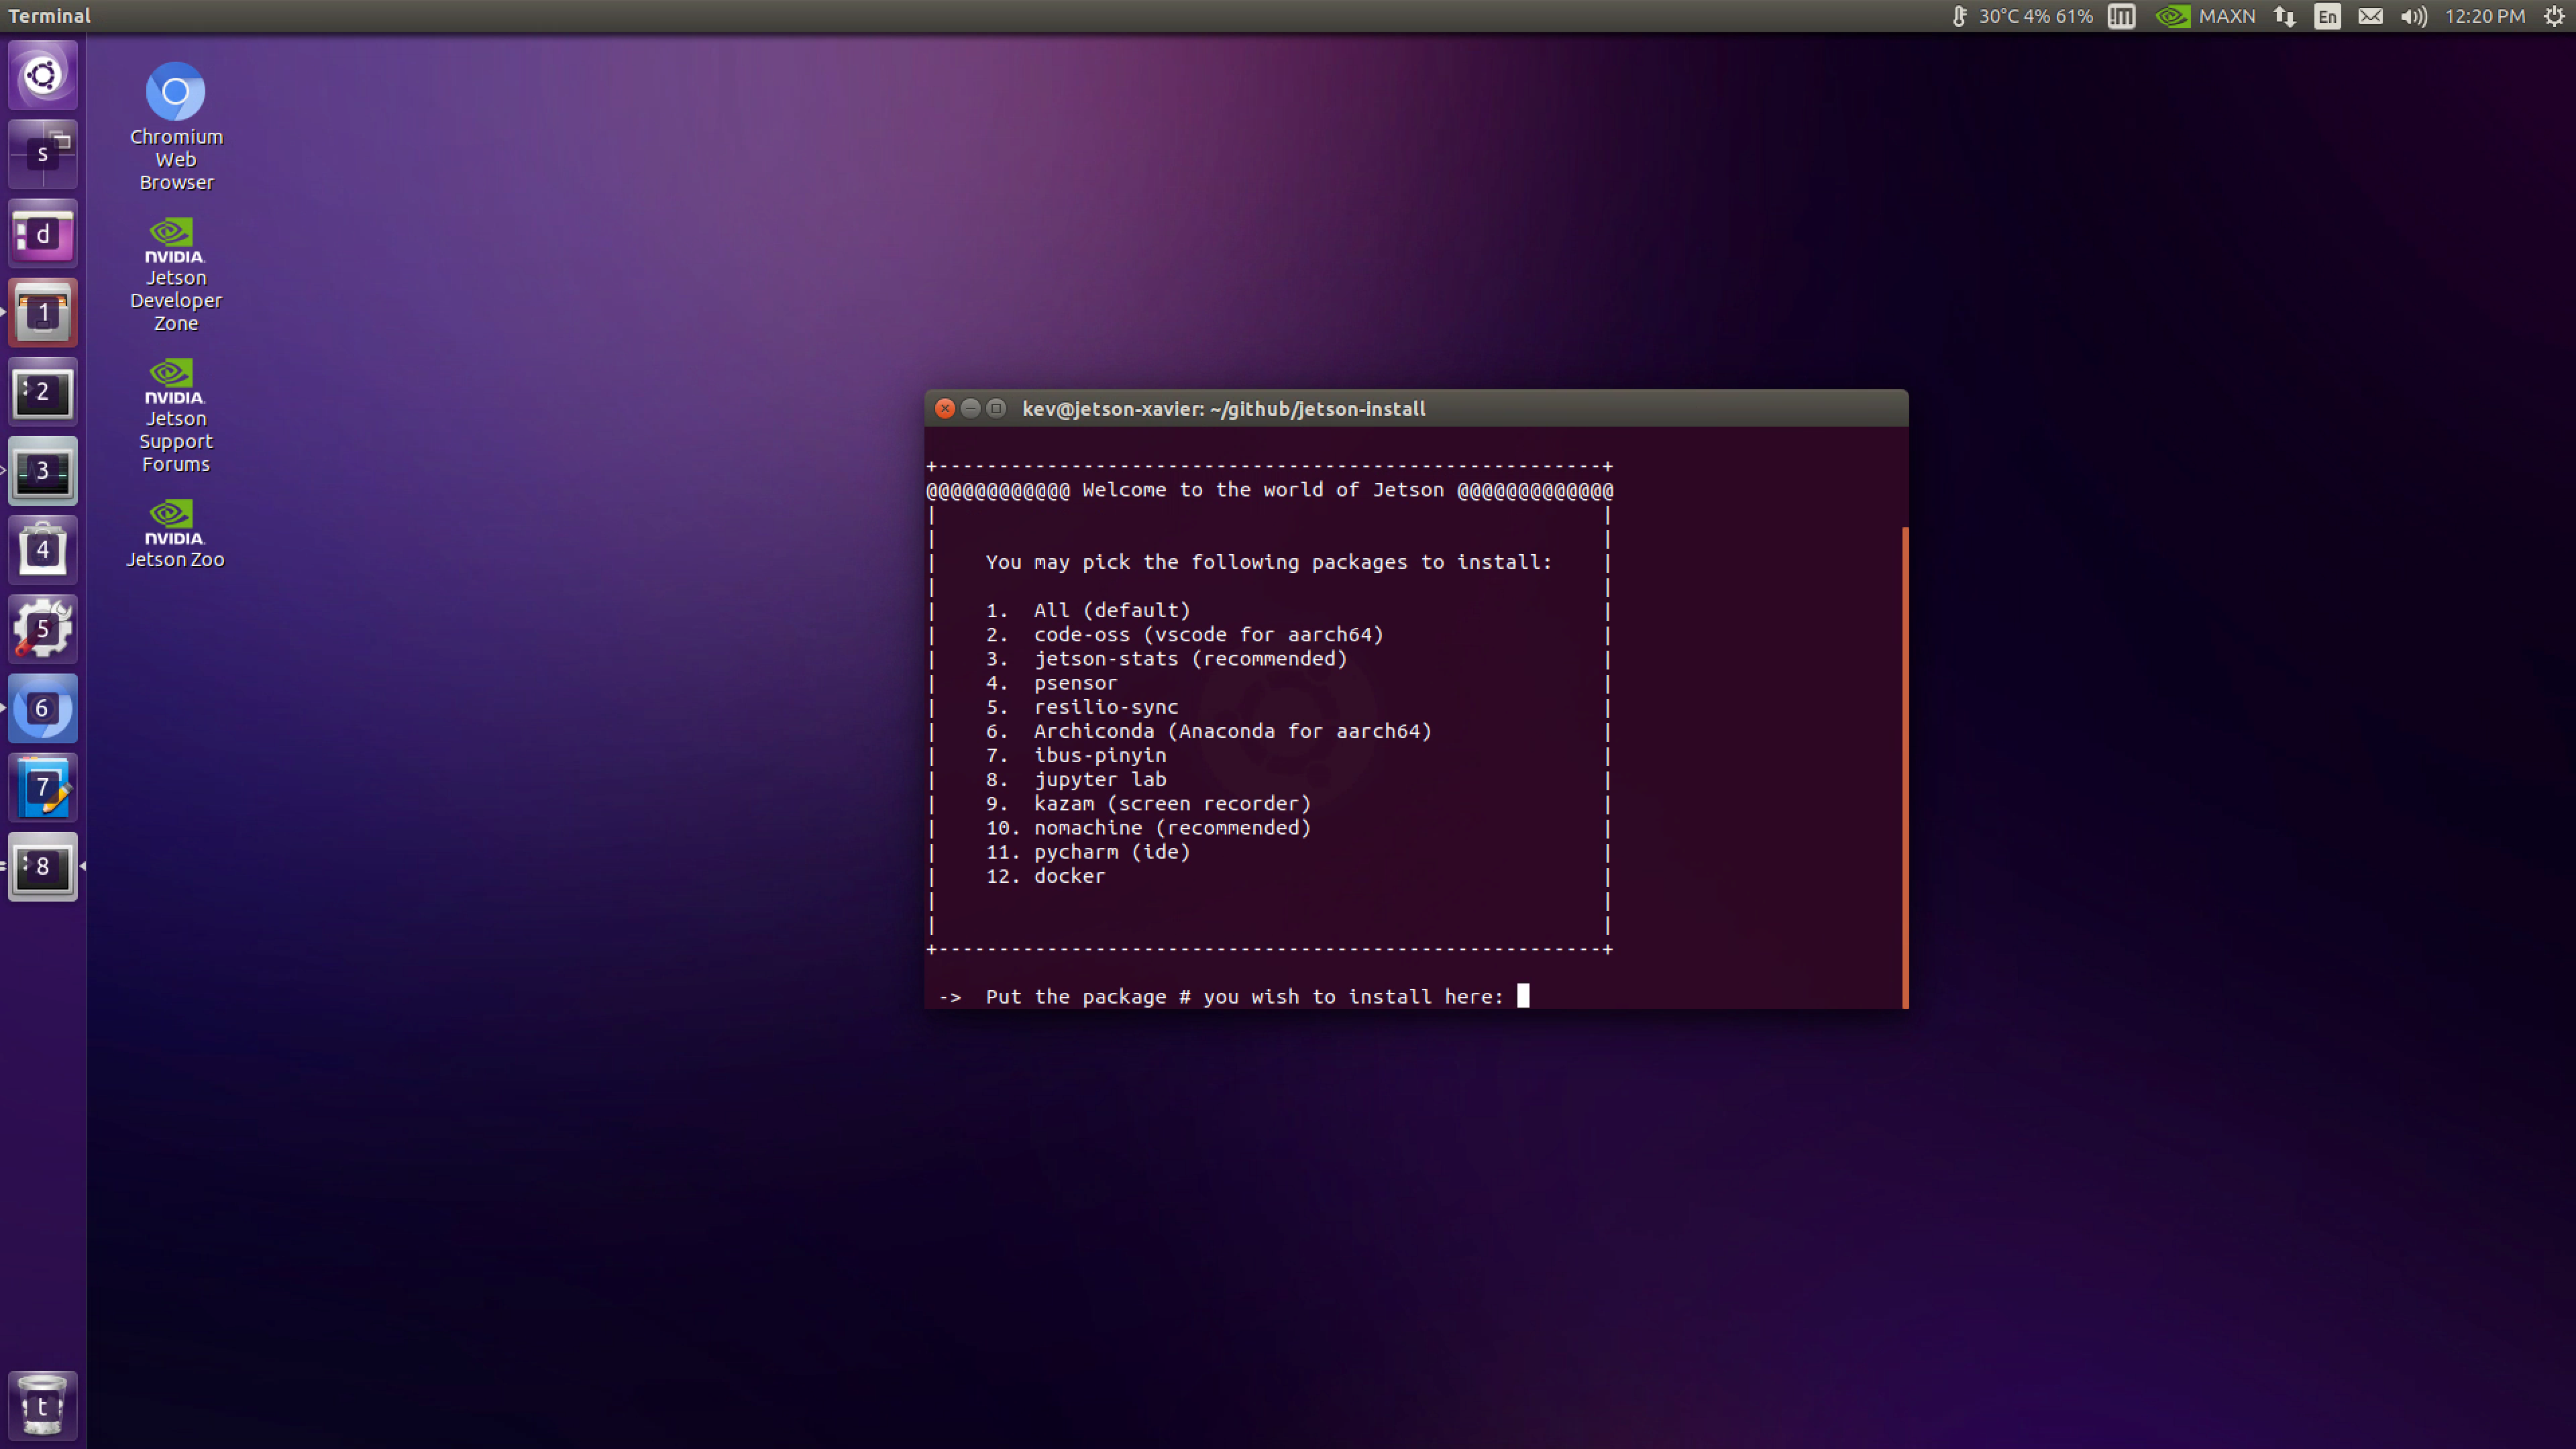 Terminal
30°C 4% 61%
MAXN
En
12:20 PM
s
d
1
2
3
4
5
6
7
8
t
Chromium
Web
Browser
NVIDIA.
Jetson
Developer
Zone
NVIDIA.
Jetson
Support
Forums
NVIDIA.
Jetson Zoo
kev@jetson-xavier: ~/github/jetson-install
+-------------------------------------------------------+
@@@@@@@@@@@@ Welcome to the world of Jetson @@@@@@@@@@@@@
| |
| |
| You may pick the following packages to install: |
| |
| 1. All (default) |
| 2. code-oss (vscode for aarch64) |
| 3. jetson-stats (recommended) |
| 4. psensor |
| 5. resilio-sync |
| 6. Archiconda (Anaconda for aarch64) |
| 7. ibus-pinyin |
| 8. jupyter lab |
| 9. kazam (screen recorder) |
| 10. nomachine (recommended) |
| 11. pycharm (ide) |
| 12. docker |
| |
| |
+-------------------------------------------------------+
-> Put the package # you wish to install here: